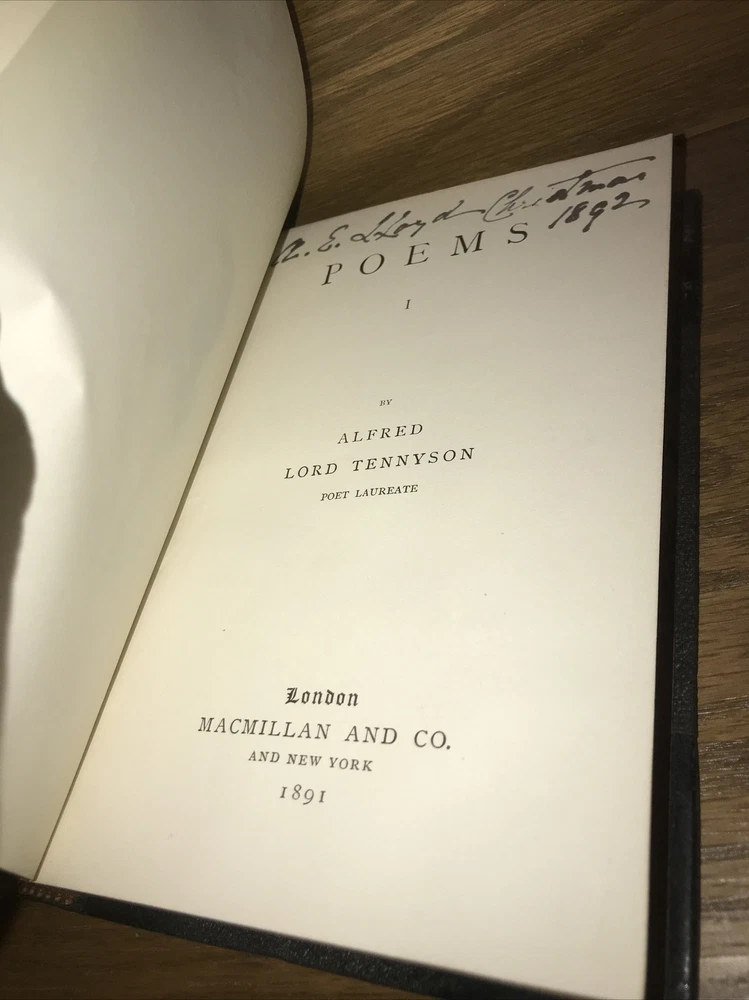 A. E. Lloyd Christmas
1892
POEMS
I
BY
ALFRED
LORD TENNYSON
POET LAUREATE
London
MACMILLAN AND CO.
AND NEW YORK
1891